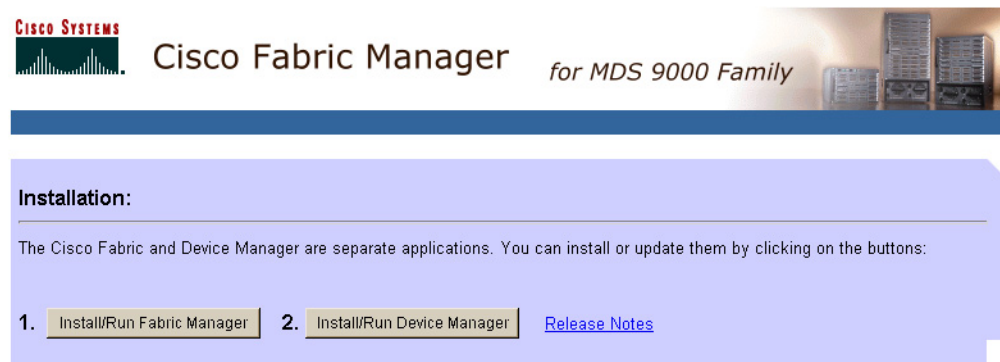 CISCO SYSTEMS
Cisco Fabric Manager for MDS 9000 Family
Installation:
The Cisco Fabric and Device Manager are separate applications. You can install or update them by clicking on the buttons:
1. Install/Run Fabric Manager 2. Install/Run Device Manager Release Notes